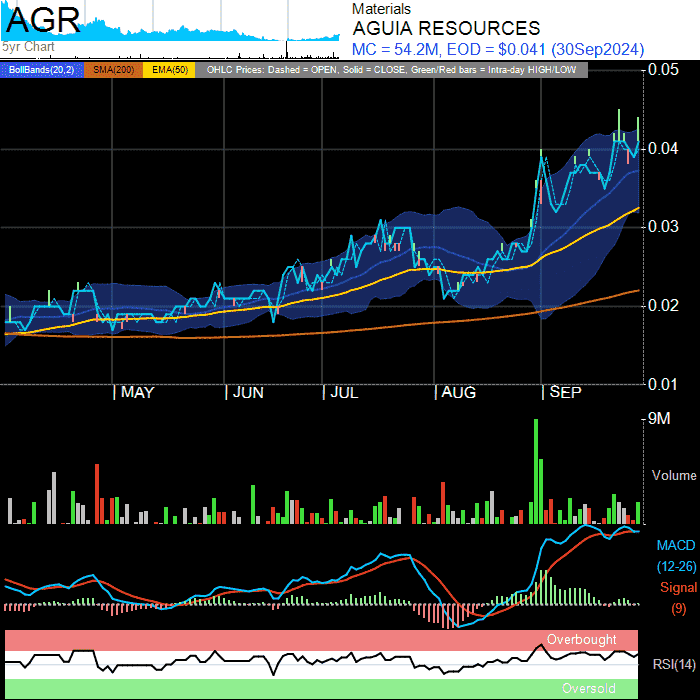 AGR
5yr Chart
Materials
AGUIA RESOURCES
MC = 54.2M, EOD = $0.041 (30Sep2024)
BollBands(20,2) SMA(200) EMA(50) OHLC Prices: Dashed = OPEN, Solid = CLOSE, Green/Red bars = Intra-day HIGH/LOW
0.05
0.04
0.03
0.02
0.01
MAY JUN JUL AUG SEP
9M
Volume
MACD
(12-26)
Signal
(9)
Overbought
RSI(14)
Oversold